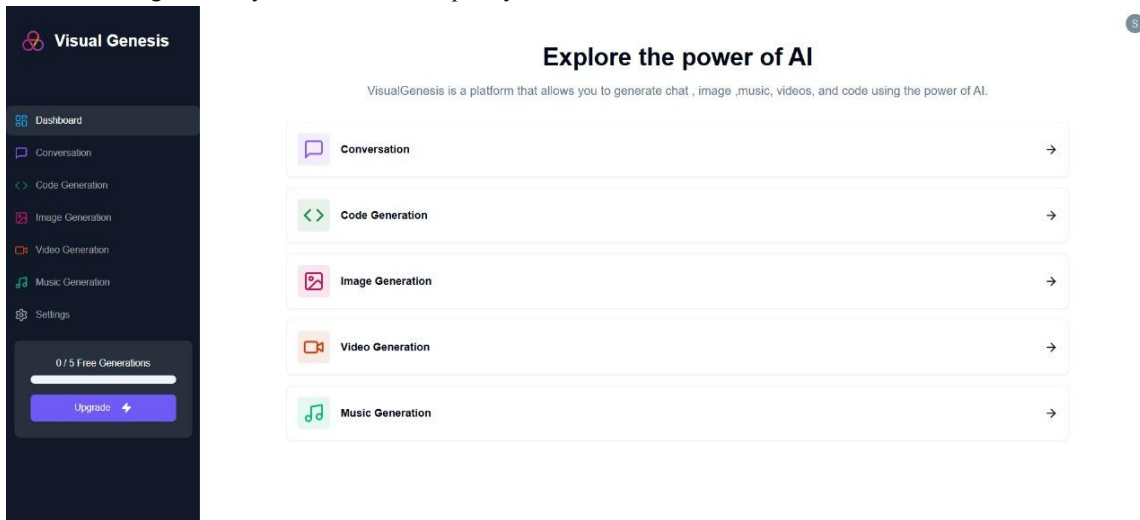 Visual Genesis
Dashboard
Conversation
Code Generation
Image Generation
Video Generation
Music Generation
Settings
0 / 5 Free Generations
Upgrade
S
Explore the power of AI
VisualGenesis is a platform that allows you to generate chat , image ,music, videos, and code using the power of AI.
Conversation
Code Generation
Image Generation
Video Generation
Music Generation